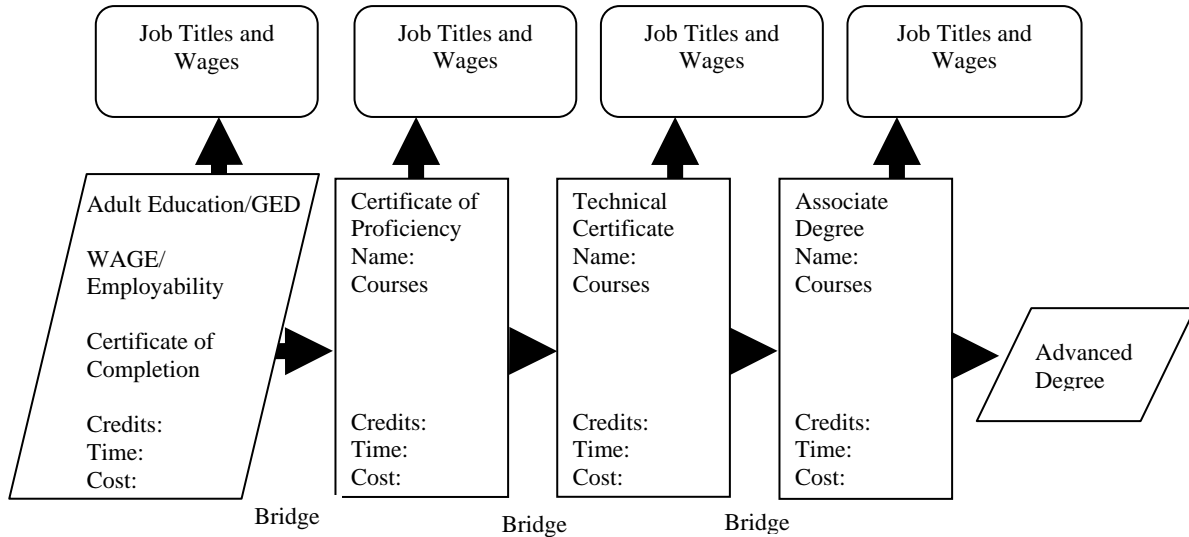 Job Titles and
Wages
Job Titles and
Wages
Job Titles and
Wages
Job Titles and
Wages
Adult Education/GED
WAGE/
Employability
Certificate of
Completion
Credits:
Time:
Cost:
Certificate of
Proficiency
Name:
Courses
Credits:
Time:
Cost:
Technical
Certificate
Name:
Courses
Credits:
Time:
Cost:
Associate
Degree
Name:
Courses
Credits:
Time:
Cost:
Advanced
Degree
Bridge
Bridge
Bridge